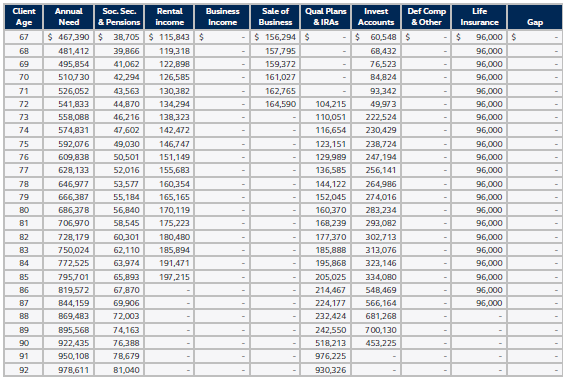 Client Age | Annual Need | Soc. Sec. & Pensions | Rental income | Business Income | Sale of Business | Qual Plans & IRAs | Invest Accounts | Def Comp & Other | Life Insurance | Gap
67 | $ 467,390 | $ 38,705 | $ 115,843 | $ - | $ 156,294 | $ - | $ 60,548 | $ - | $ 96,000 | $ -
68 | 481,412 | 39,866 | 119,318 | - | 157,795 | - | 68,432 | - | 96,000 | -
69 | 495,854 | 41,062 | 122,898 | - | 159,372 | - | 76,523 | - | 96,000 | -
70 | 510,730 | 42,294 | 126,585 | - | 161,027 | - | 84,824 | - | 96,000 | -
71 | 526,052 | 43,563 | 130,382 | - | 162,765 | - | 93,342 | - | 96,000 | -
72 | 541,833 | 44,870 | 134,294 | - | 164,590 | 104,215 | 49,973 | - | 96,000 | -
73 | 558,088 | 46,216 | 138,323 | - | - | 110,051 | 222,524 | - | 96,000 | -
74 | 574,831 | 47,602 | 142,472 | - | - | 116,654 | 230,429 | - | 96,000 | -
75 | 592,076 | 49,030 | 146,747 | - | - | 123,151 | 238,724 | - | 96,000 | -
76 | 609,838 | 50,501 | 151,149 | - | - | 129,989 | 247,194 | - | 96,000 | -
77 | 628,133 | 52,016 | 155,683 | - | - | 136,585 | 256,141 | - | 96,000 | -
78 | 646,977 | 53,577 | 160,354 | - | - | 144,122 | 264,986 | - | 96,000 | -
79 | 666,387 | 55,184 | 165,165 | - | - | 152,045 | 274,016 | - | 96,000 | -
80 | 686,378 | 56,840 | 170,119 | - | - | 160,370 | 283,234 | - | 96,000 | -
81 | 706,970 | 58,545 | 175,223 | - | - | 168,239 | 293,082 | - | 96,000 | -
82 | 728,179 | 60,301 | 180,480 | - | - | 177,370 | 302,713 | - | 96,000 | -
83 | 750,024 | 62,110 | 185,894 | - | - | 185,888 | 313,076 | - | 96,000 | -
84 | 772,525 | 63,974 | 191,471 | - | - | 195,868 | 323,146 | - | 96,000 | -
85 | 795,701 | 65,893 | 197,215 | - | - | 205,025 | 334,080 | - | 96,000 | -
86 | 819,572 | 67,870 | - | - | - | 214,467 | 548,469 | - | 96,000 | -
87 | 844,159 | 69,906 | - | - | - | 224,177 | 566,164 | - | 96,000 | -
88 | 869,483 | 72,003 | - | - | - | 232,424 | 681,268 | - | - | -
89 | 895,568 | 74,163 | - | - | - | 242,550 | 700,130 | - | - | -
90 | 922,435 | 76,388 | - | - | - | 518,213 | 453,225 | - | - | -
91 | 950,108 | 78,679 | - | - | - | 976,225 | - | - | - | -
92 | 978,611 | 81,040 | - | - | - | 930,326 | - | - | - | -